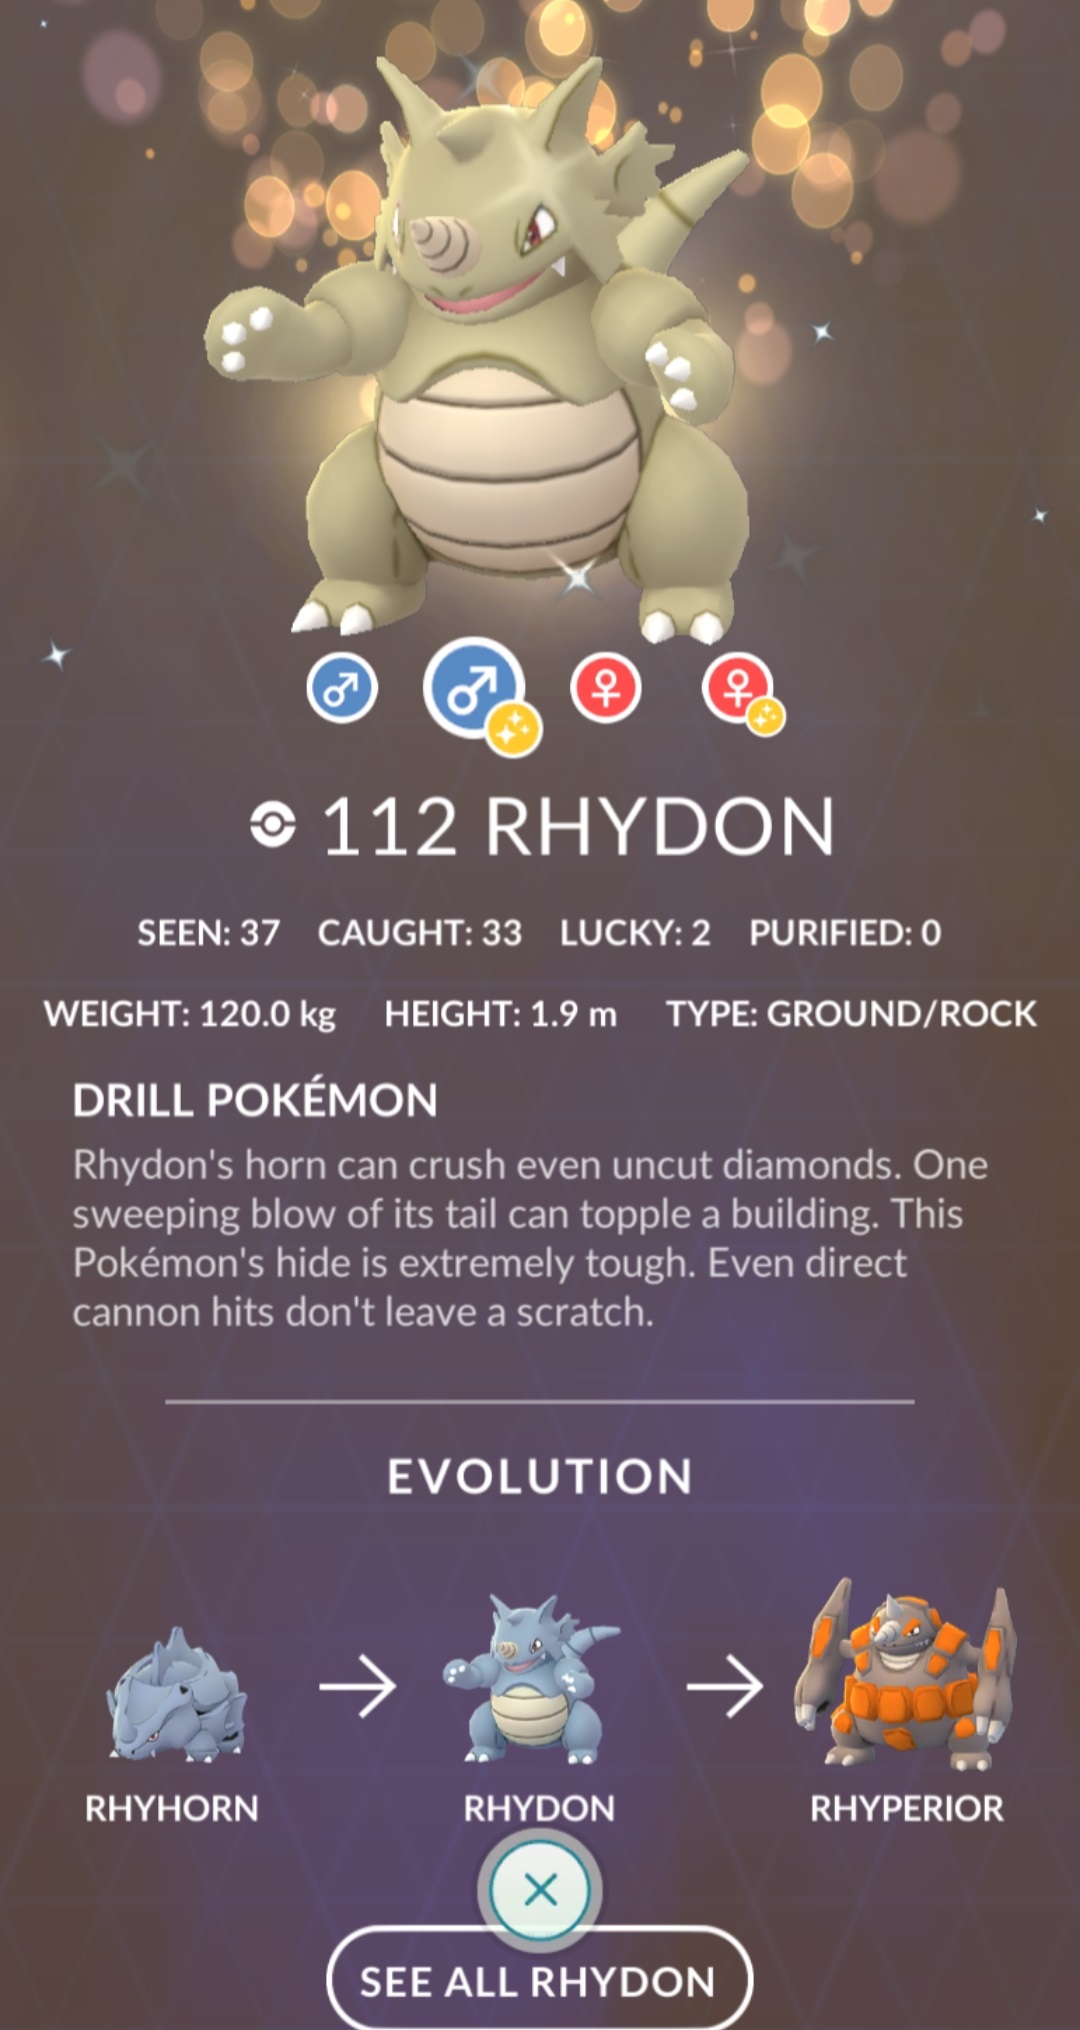 112 RHYDON
SEEN: 37 CAUGHT: 33 LUCKY: 2 PURIFIED: 0
WEIGHT: 120.0 kg HEIGHT: 1.9 m TYPE: GROUND/ROCK
DRILL POKÉMON
Rhydon's horn can crush even uncut diamonds. One
sweeping blow of its tail can topple a building. This
Pokémon's hide is extremely tough. Even direct
cannon hits don't leave a scratch.
EVOLUTION
RHYHORN RHYDON RHYPERIOR
SEE ALL RHYDON